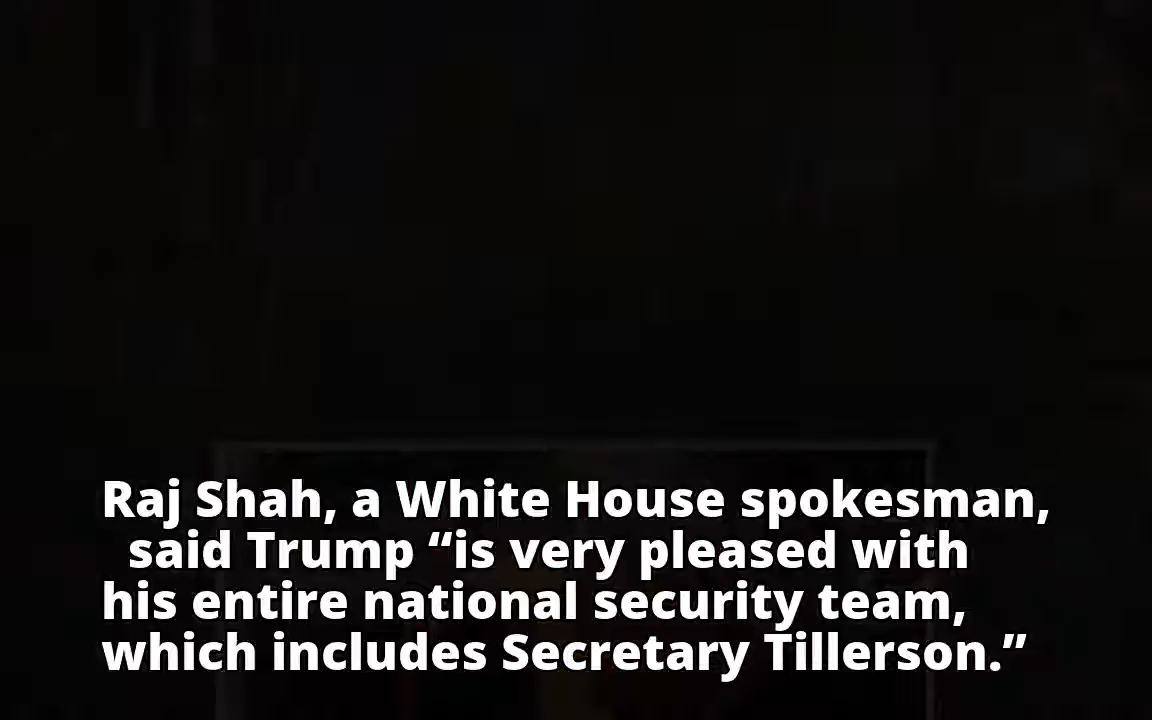 Raj Shah, a White House spokesman,
said Trump “is very pleased with
his entire national security team,
which includes Secretary Tillerson.”